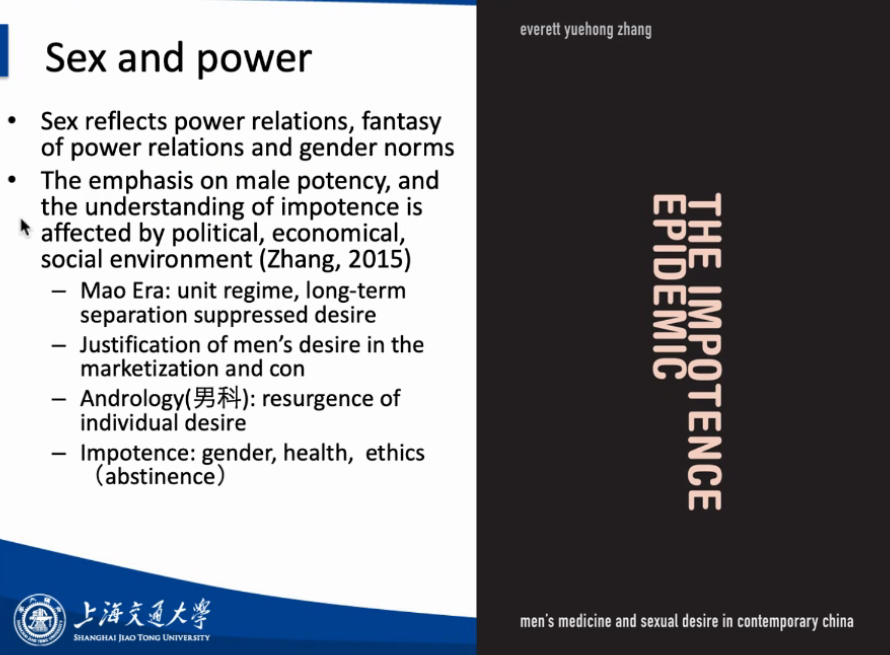 Sex and power
• Sex reflects power relations, fantasy
of power relations and gender norms
• The emphasis on male potency, and
the understanding of impotence is
affected by political, economical,
social environment (Zhang, 2015)
– Mao Era: unit regime, long-term
separation suppressed desire
– Justification of men’s desire in the
marketization and con
– Andrology(男科): resurgence of
individual desire
– Impotence: gender, health, ethics
（abstinence）
上海交通大学
SHANGHAI JIAO TONG UNIVERSITY
everett yuehong zhang
THE IMPOTENCE
EPIDEMIC
men’s medicine and sexual desire in contemporary china